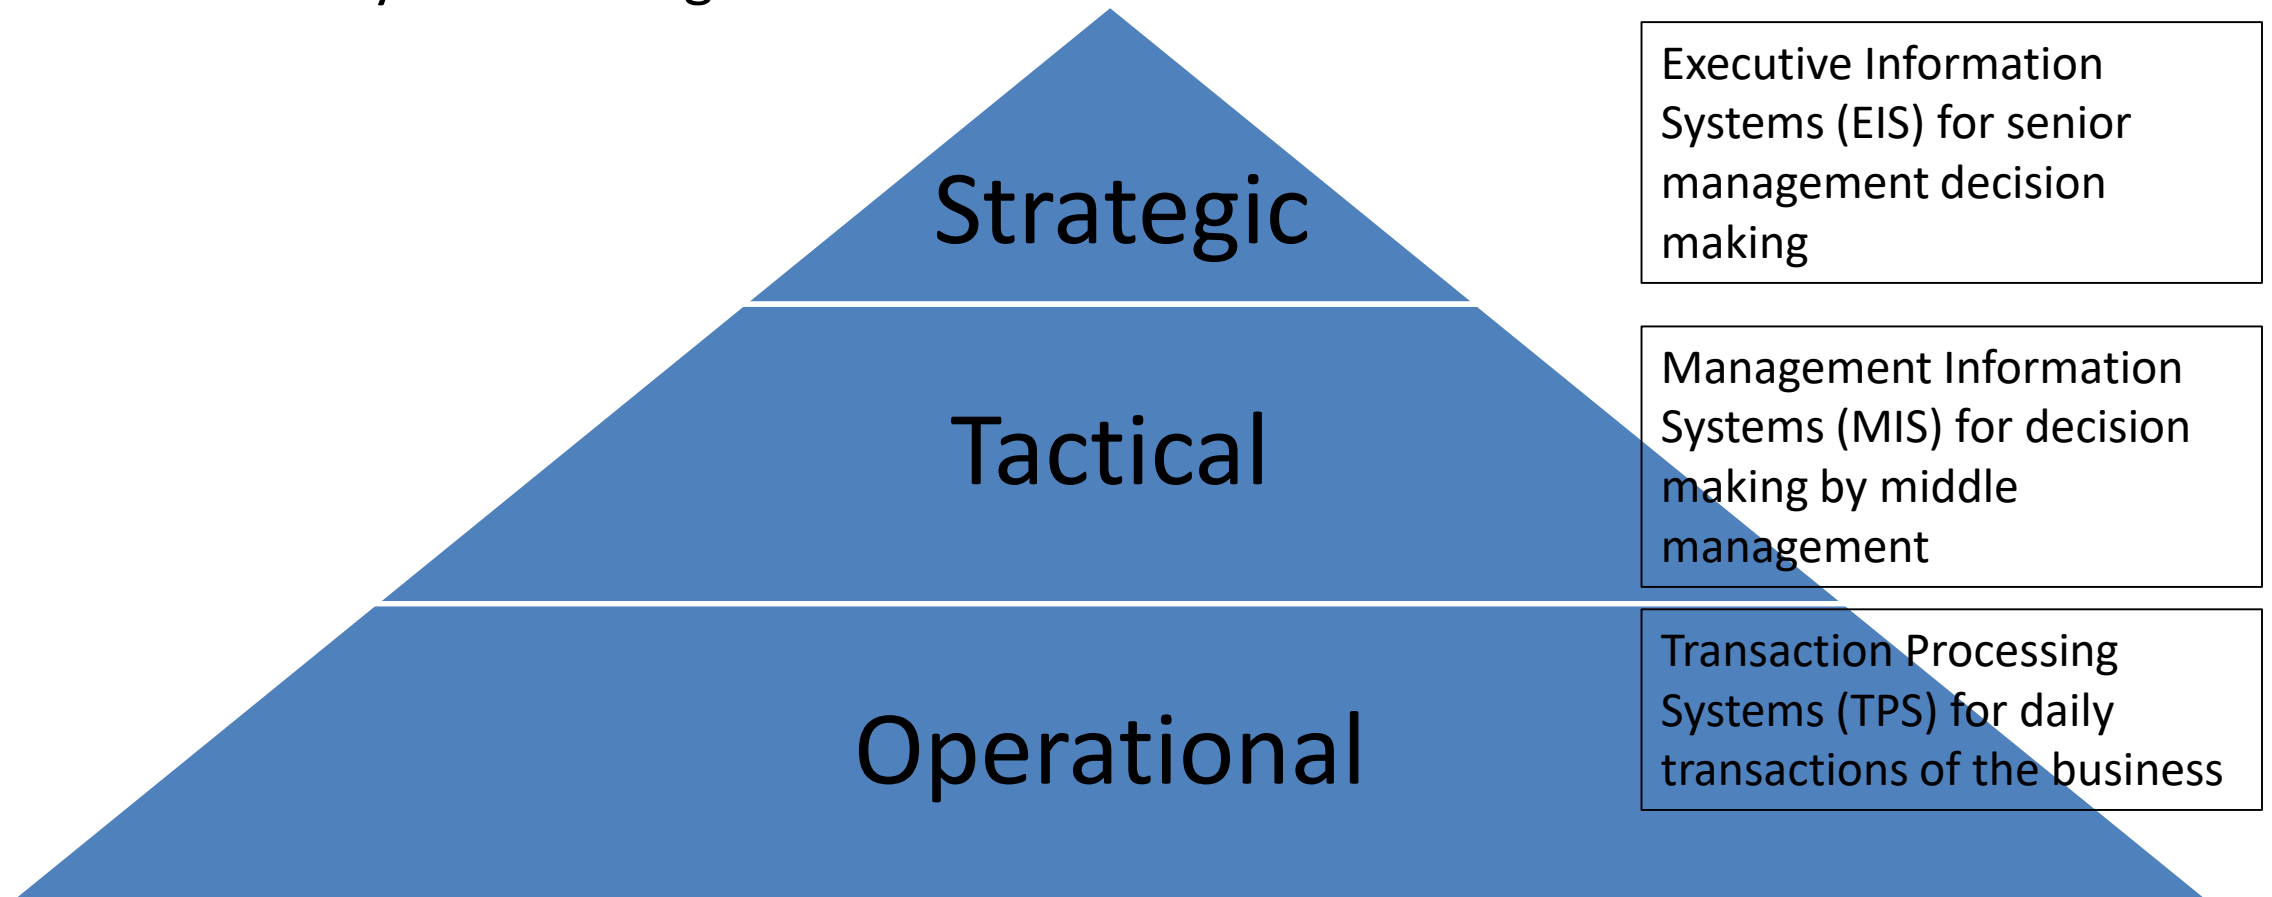 Strategic
Executive Information
Systems (EIS) for senior
management decision
making
Tactical
Management Information
Systems (MIS) for decision
making by middle
management
Operational
Transaction Processing
Systems (TPS) for daily
transactions of the business